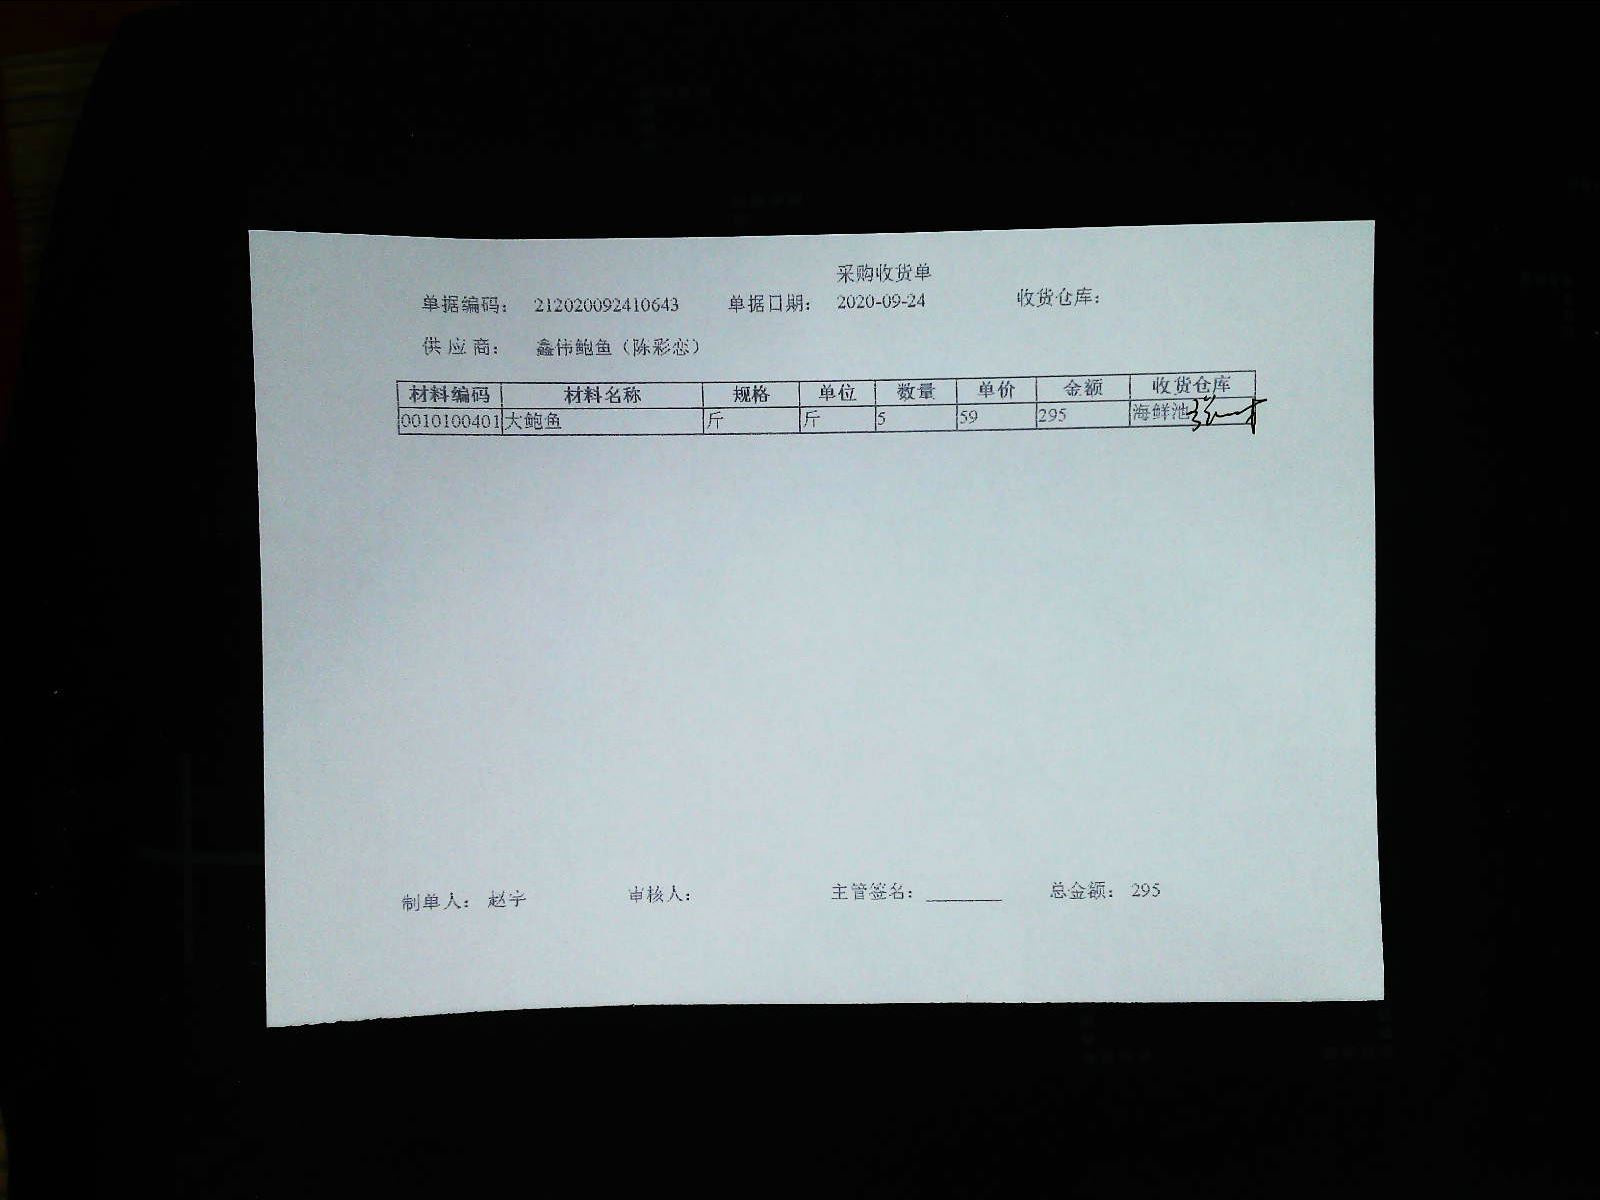 采购收货单
单据编码： 212020092410643 单据日期： 2020-09-24 收货仓库：
供 应 商： 鑫伟鲍鱼（陈彩恋）
材料编码 材料名称 规格 单位 数量 单价 金额 收货仓库
0010100401 大鲍鱼 斤 斤 5 59 295 海鲜池
制单人： 赵宇 审核人： 主管签名： ________ 总金额： 295